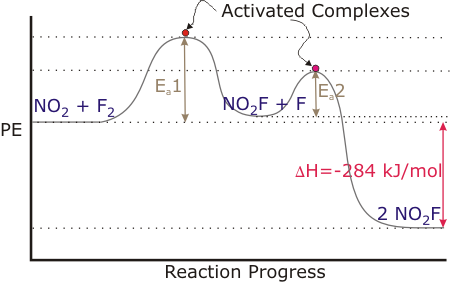 Activated Complexes
Eₐ1
Eₐ2
NO₂ + F₂
NO₂F + F
PE
ΔH=-284 kJ/mol
2 NO₂F
Reaction Progress